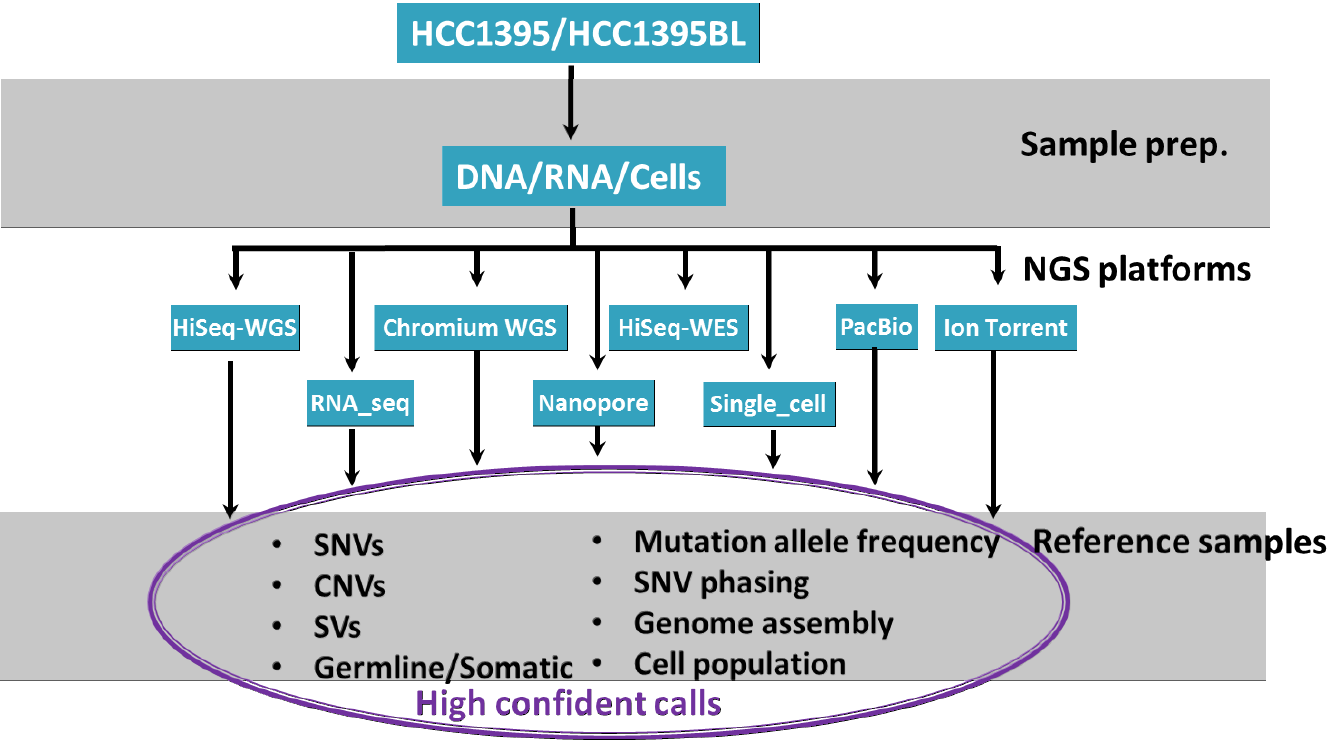 HCC1395/HCC1395BL
Sample prep.
DNA/RNA/Cells
NGS platforms
HiSeq-WGS
Chromium WGS
HiSeq-WES
PacBio
Ion Torrent
RNA_seq
Nanopore
Single_cell
• SNVs
• CNVs
• SVs
• Germline/Somatic
• Mutation allele frequency
• SNV phasing
• Genome assembly
• Cell population
Reference samples
High confident calls